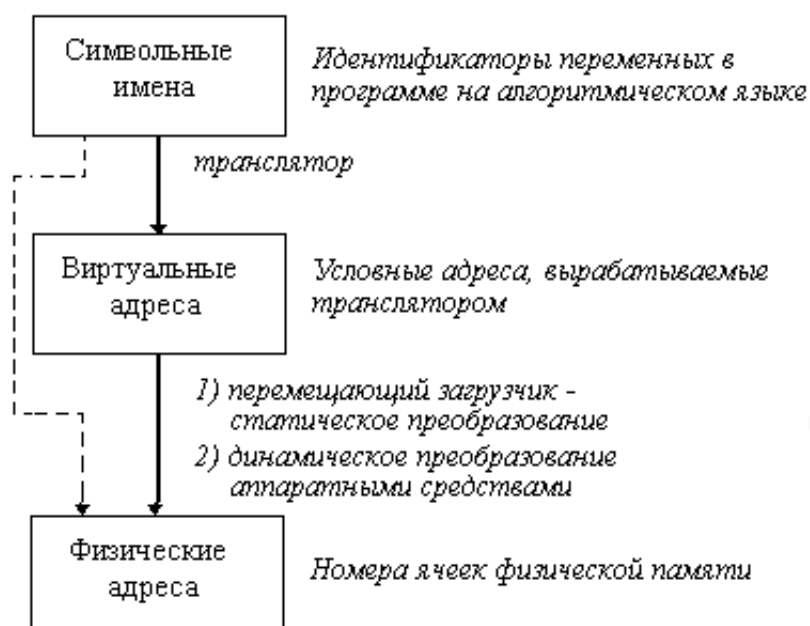 Символьные
имена
Идентификаторы переменных в
программе на алгоритмическом языке
транслятор
Виртуальные
адреса
Условные адреса, вырабатываемые
транслятором
1) перемещающий загрузчик -
статическое преобразование
2) динамическое преобразование
аппаратными средствами
Физические
адреса
Номера ячеек физической памяти